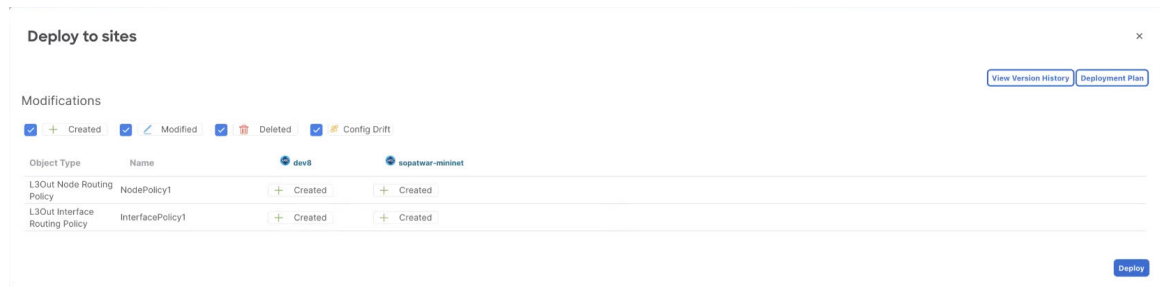 Deploy to sites
View Version History Deployment Plan
Modifications
Created Modified Deleted Config Drift
Object Type Name dev8 sopatwar-mininet
L3Out Node Routing Policy NodePolicy1 Created Created
L3Out Interface Routing Policy InterfacePolicy1 Created Created
Deploy